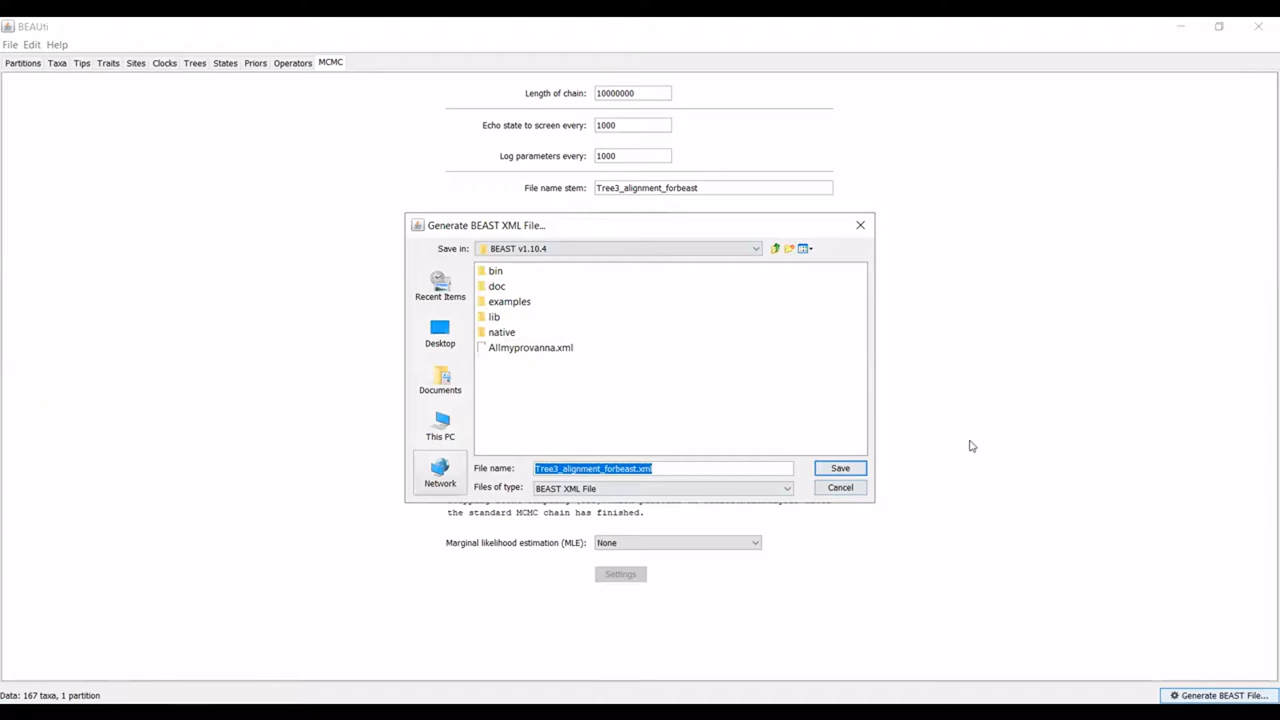 BEAUti
File Edit Help
Partitions Taxa Tips Traits Sites Clocks Trees States Priors Operators MCMC
Length of chain: 10000000
Echo state to screen every: 1000
Log parameters every: 1000
File name stem: Tree3_alignment_forbeast
Generate BEAST XML File...
Save in: BEAST v1.10.4
bin
doc
examples
lib
native
Allmyprovanna.xml
Recent Items
Desktop
Documents
This PC
Network
File name: Tree3_alignment_forbeast.xml Save
Files of type: BEAST XML File Cancel
the standard MCMC chain has finished.
Marginal likelihood estimation (MLE): None
Settings
Data: 167 taxa, 1 partition
Generate BEAST File...